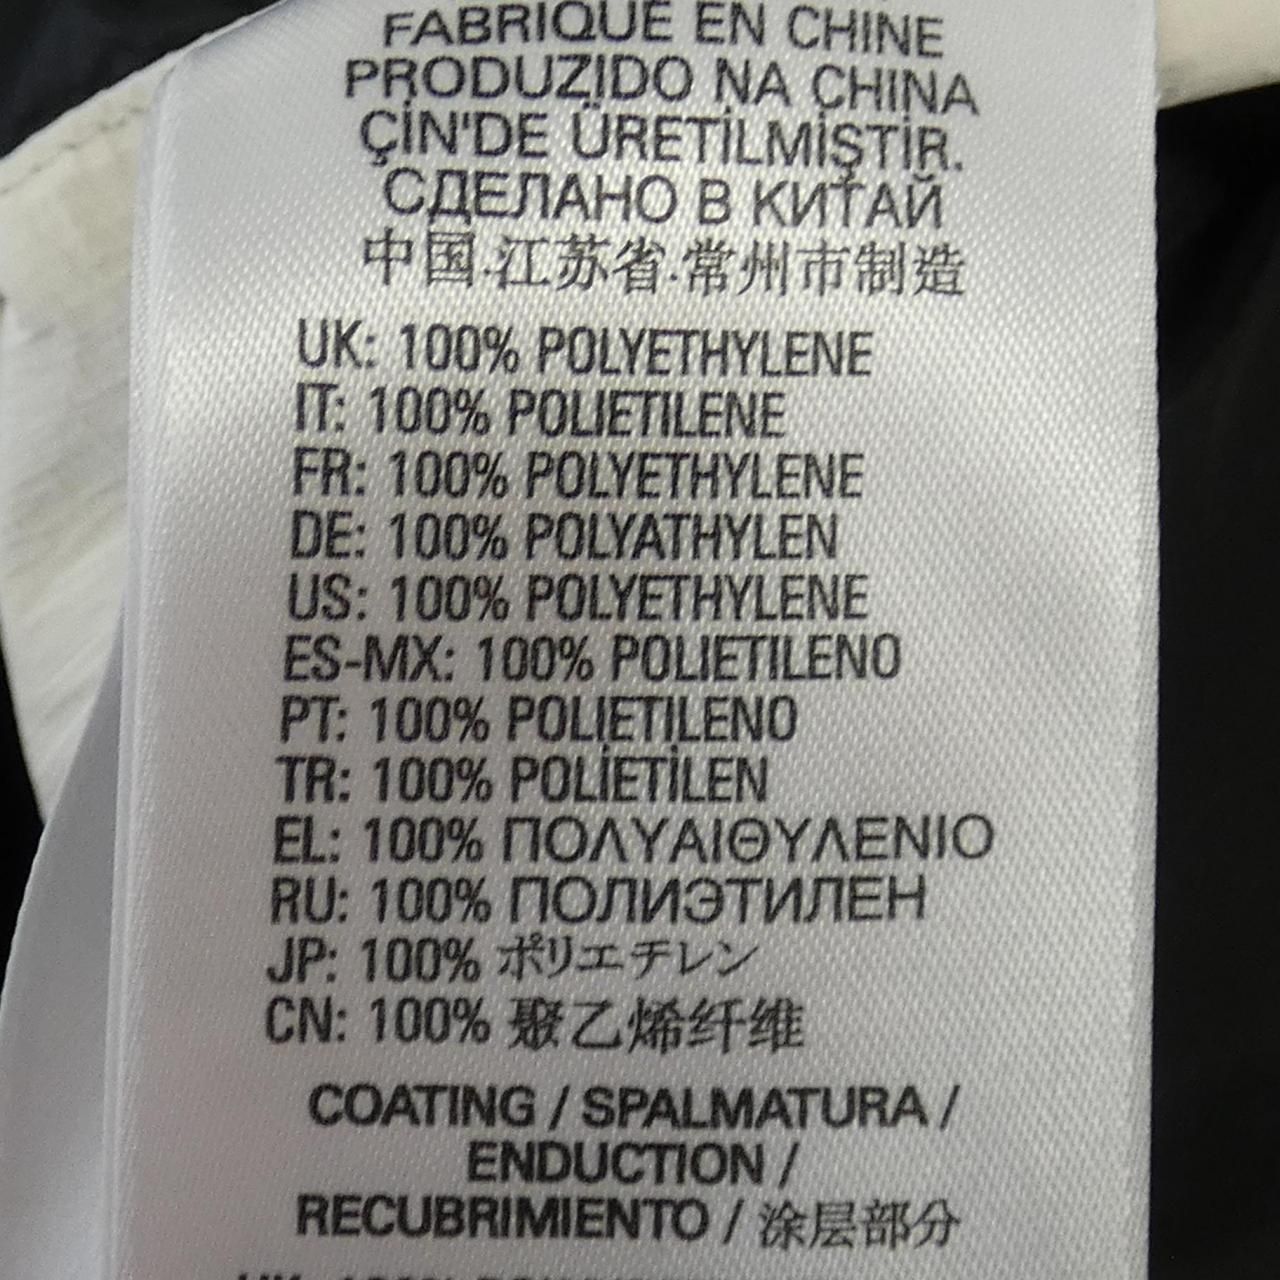 FABRIQUE EN CHINE
PRODUZIDO NA CHINA
ÇİN'DE ÜRETİLMİŞTİR.
СДЕЛАНО В КИТАЙ
中国.江苏省.常州市制造
UK: 100% POLYETHYLENE
IT: 100% POLIETILENE
FR: 100% POLYETHYLENE
DE: 100% POLYATHYLEN
US: 100% POLYETHYLENE
ES-MX: 100% POLIETILENO
PT: 100% POLIETILENO
TR: 100% POLİETİLEN
EL: 100% ΠΟΛΥΑΙΘΥΛΕΝΙΟ
RU: 100% ПОЛИЭТИЛЕН
JP: 100% ポリエチレン
CN: 100% 聚乙烯纤维
COATING / SPALMATURA /
ENDUCTION /
RECUBRIMIENTO / 涂层部分